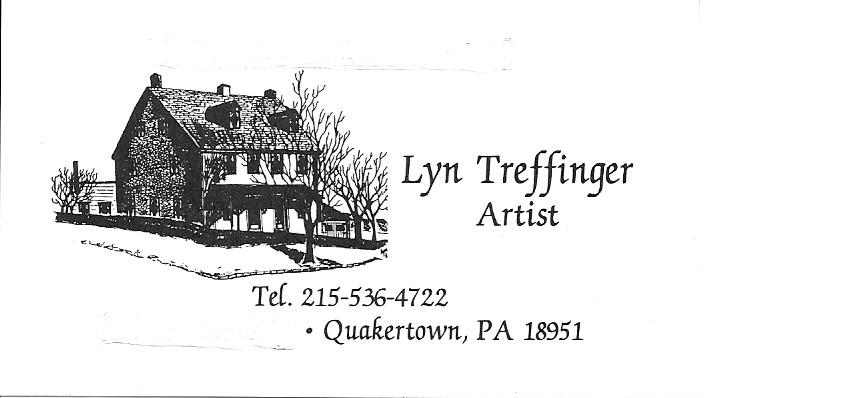 Lyn Treffinger
Artist
Tel. 215-536-4722
• Quakertown, PA 18951